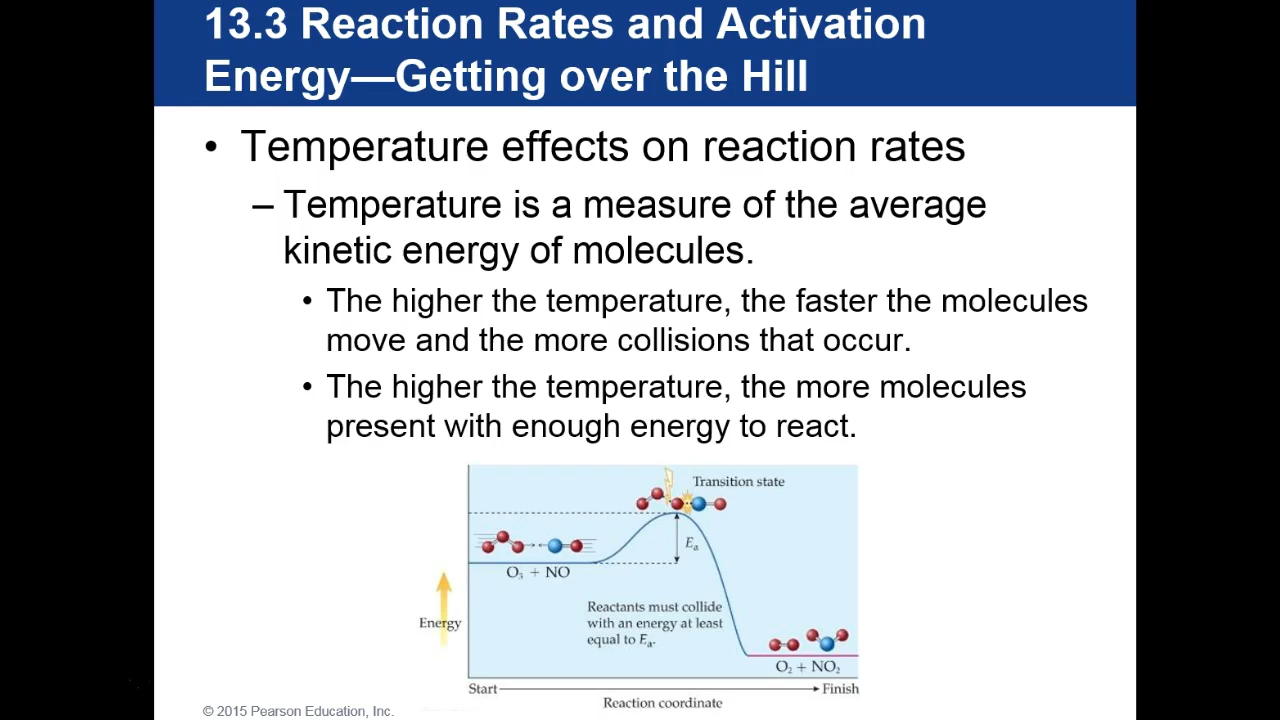 13.3 Reaction Rates and Activation
Energy—Getting over the Hill
• Temperature effects on reaction rates
– Temperature is a measure of the average
kinetic energy of molecules.
• The higher the temperature, the faster the molecules
move and the more collisions that occur.
• The higher the temperature, the more molecules
present with enough energy to react.
Transition state
Eₐ
O₃ + NO
Reactants must collide
with an energy at least
equal to Eₐ.
Energy
O₂ + NO₂
Start
Finish
Reaction coordinate
© 2015 Pearson Education, Inc.